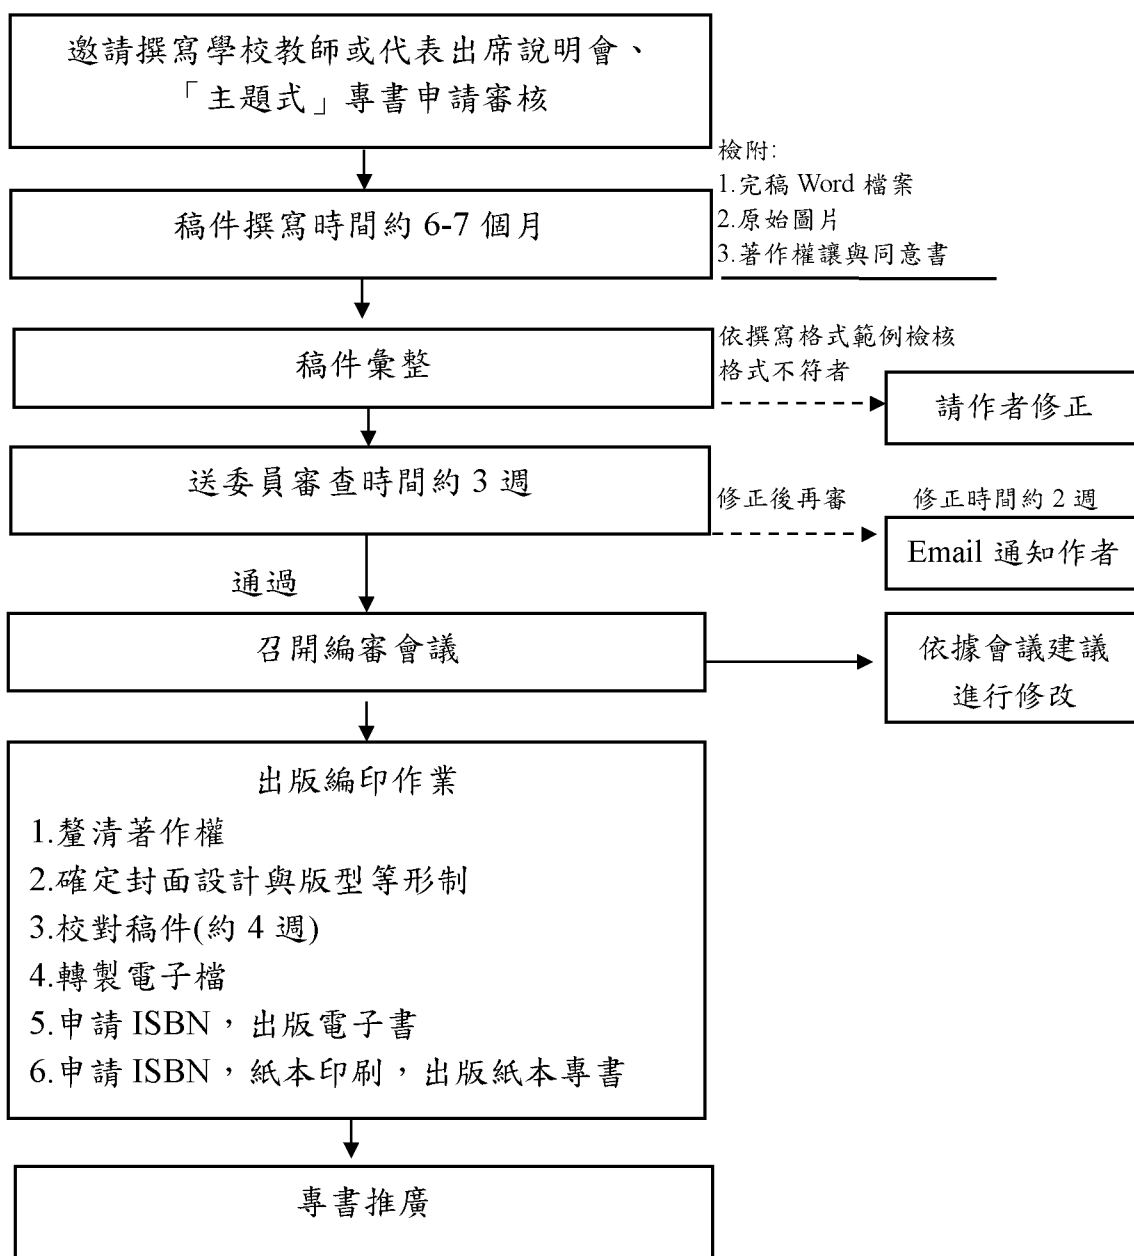 邀請撰寫學校教師或代表出席說明會、
「主題式」專書申請審核
檢附:
1.完稿 Word 檔案
2.原始圖片
3.著作權讓與同意書
稿件撰寫時間約 6-7 個月
稿件彙整
依撰寫格式範例檢核
格式不符者
請作者修正
送委員審查時間約 3 週
修正後再審
修正時間約 2 週
Email 通知作者
通過
召開編審會議
依據會議建議
進行修改
出版編印作業
1.釐清著作權
2.確定封面設計與版型等形制
3.校對稿件(約 4 週)
4.轉製電子檔
5.申請 ISBN，出版電子書
6.申請 ISBN，紙本印刷，出版紙本專書
專書推廣